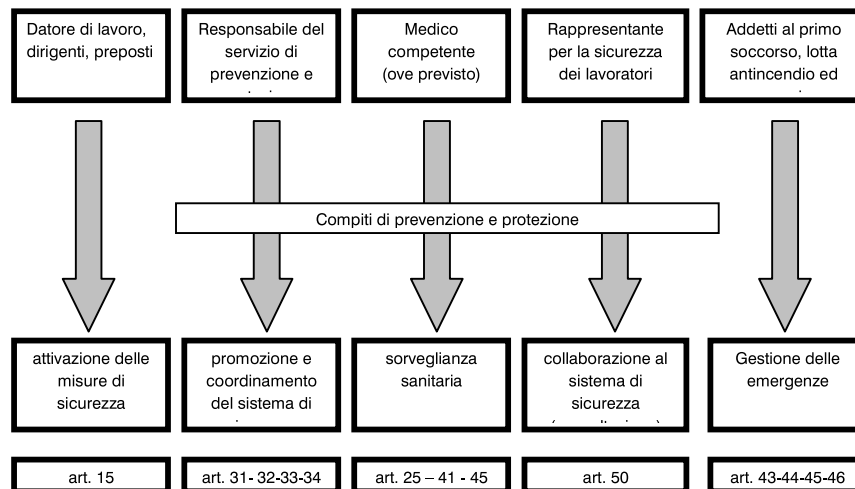 Datore di lavoro,
dirigenti, preposti
Responsabile del
servizio di
prevenzione e
Medico
competente
(ove previsto)
Rappresentante
per la sicurezza
dei lavoratori
Addetti al primo
soccorso, lotta
antincendio ed
Compiti di prevenzione e protezione
attivazione delle
misure di
sicurezza
promozione e
coordinamento
del sistema di
sorveglianza
sanitaria
collaborazione al
sistema di
sicurezza
Gestione delle
emergenze
art. 15
art. 31- 32-33-34
art. 25 – 41 - 45
art. 50
art. 43-44-45-46